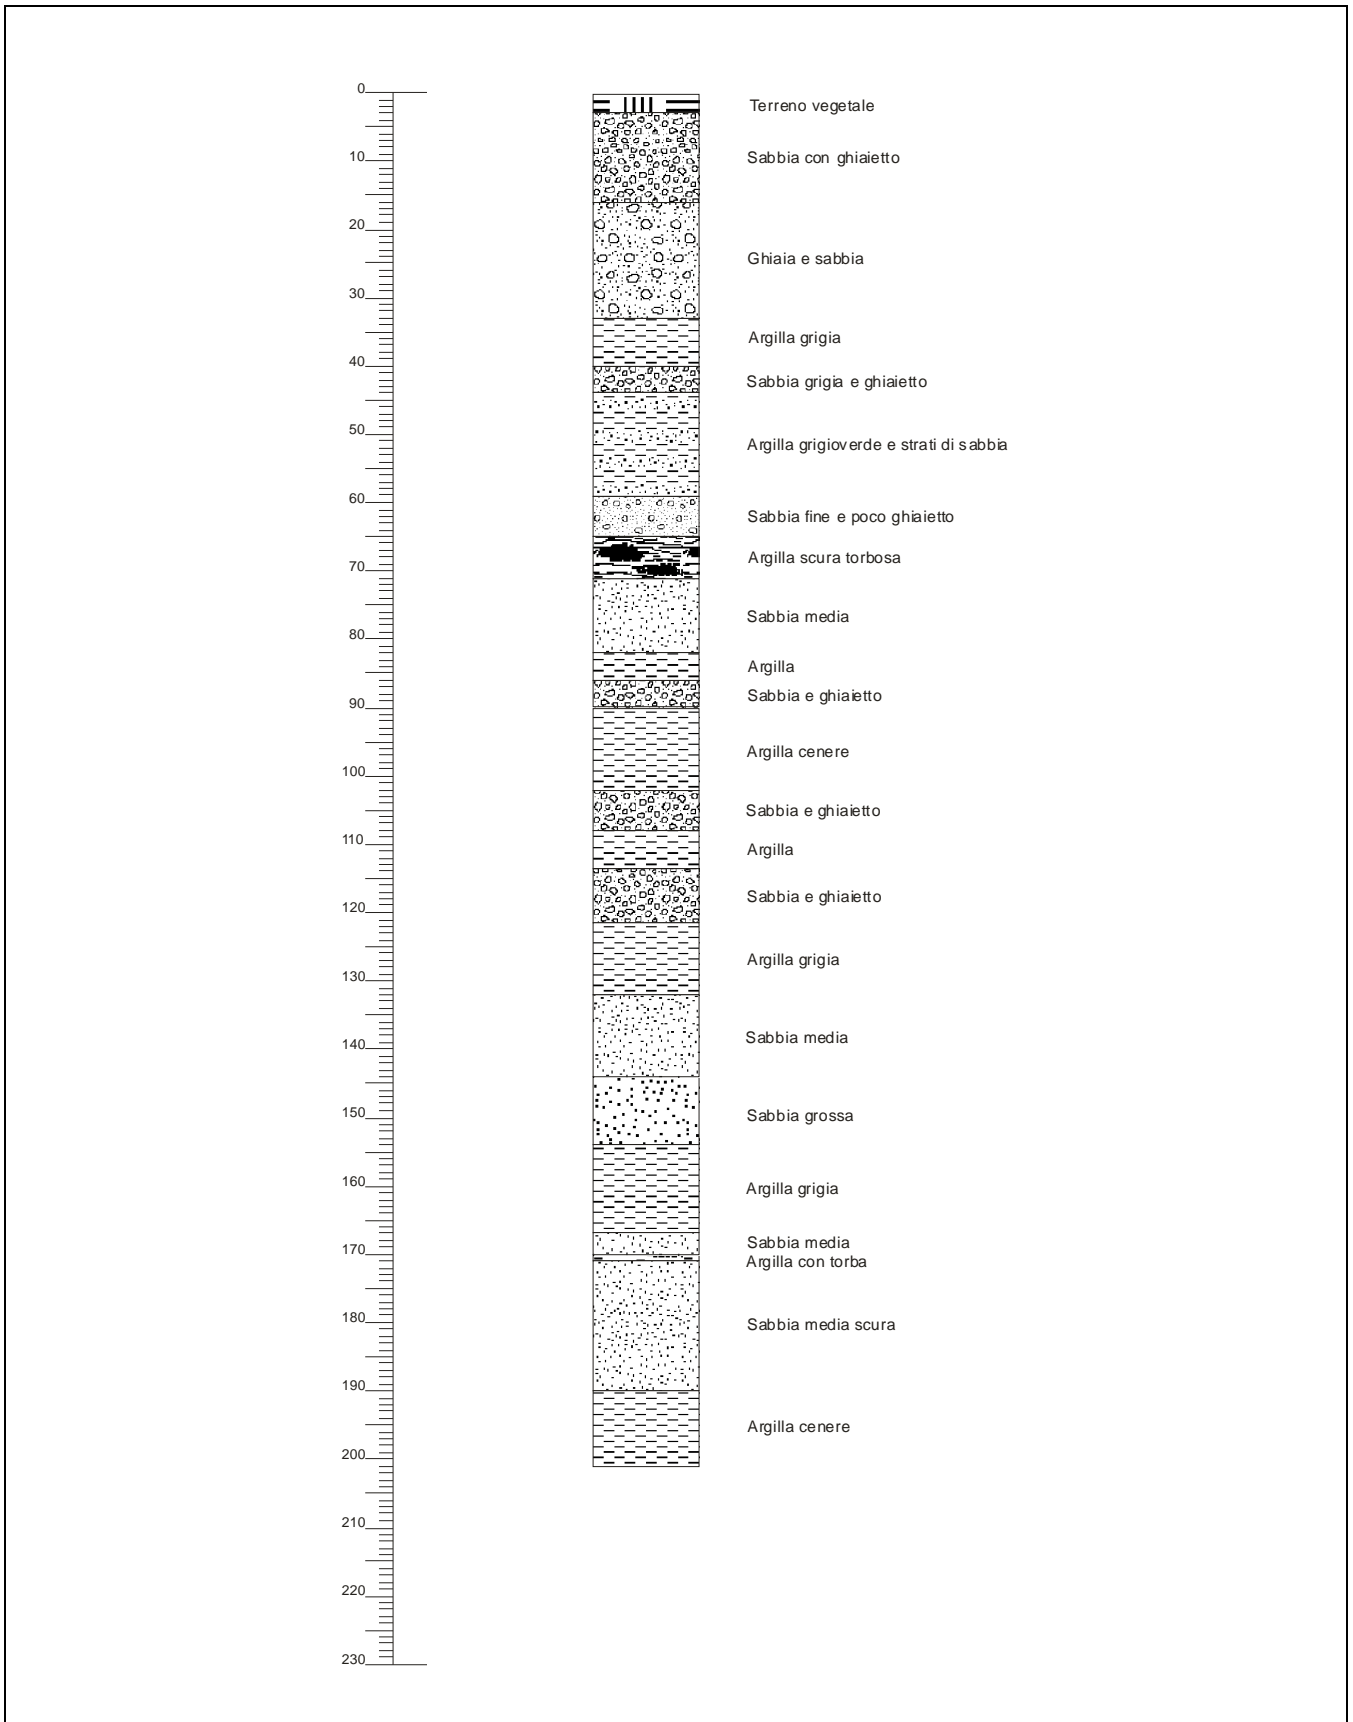 0
Terreno vegetale
10
Sabbia con ghiaietto
20
Ghiaia e sabbia
30
Argilla grigia
40
Sabbia grigia e ghiaietto
50
Argilla grigioverde e strati di sabbia
60
Sabbia fine e poco ghiaietto
Argilla scura torbosa
70
Sabbia media
80
Argilla
Sabbia e ghiaietto
90
Argilla cenere
100
Sabbia e ghiaietto
110
Argilla
Sabbia e ghiaietto
120
Argilla grigia
130
Sabbia media
140
Sabbia grossa
150
160
Argilla grigia
Sabbia media
170
Argilla con torba
180
Sabbia media scura
190
Argilla cenere
200
210
220
230